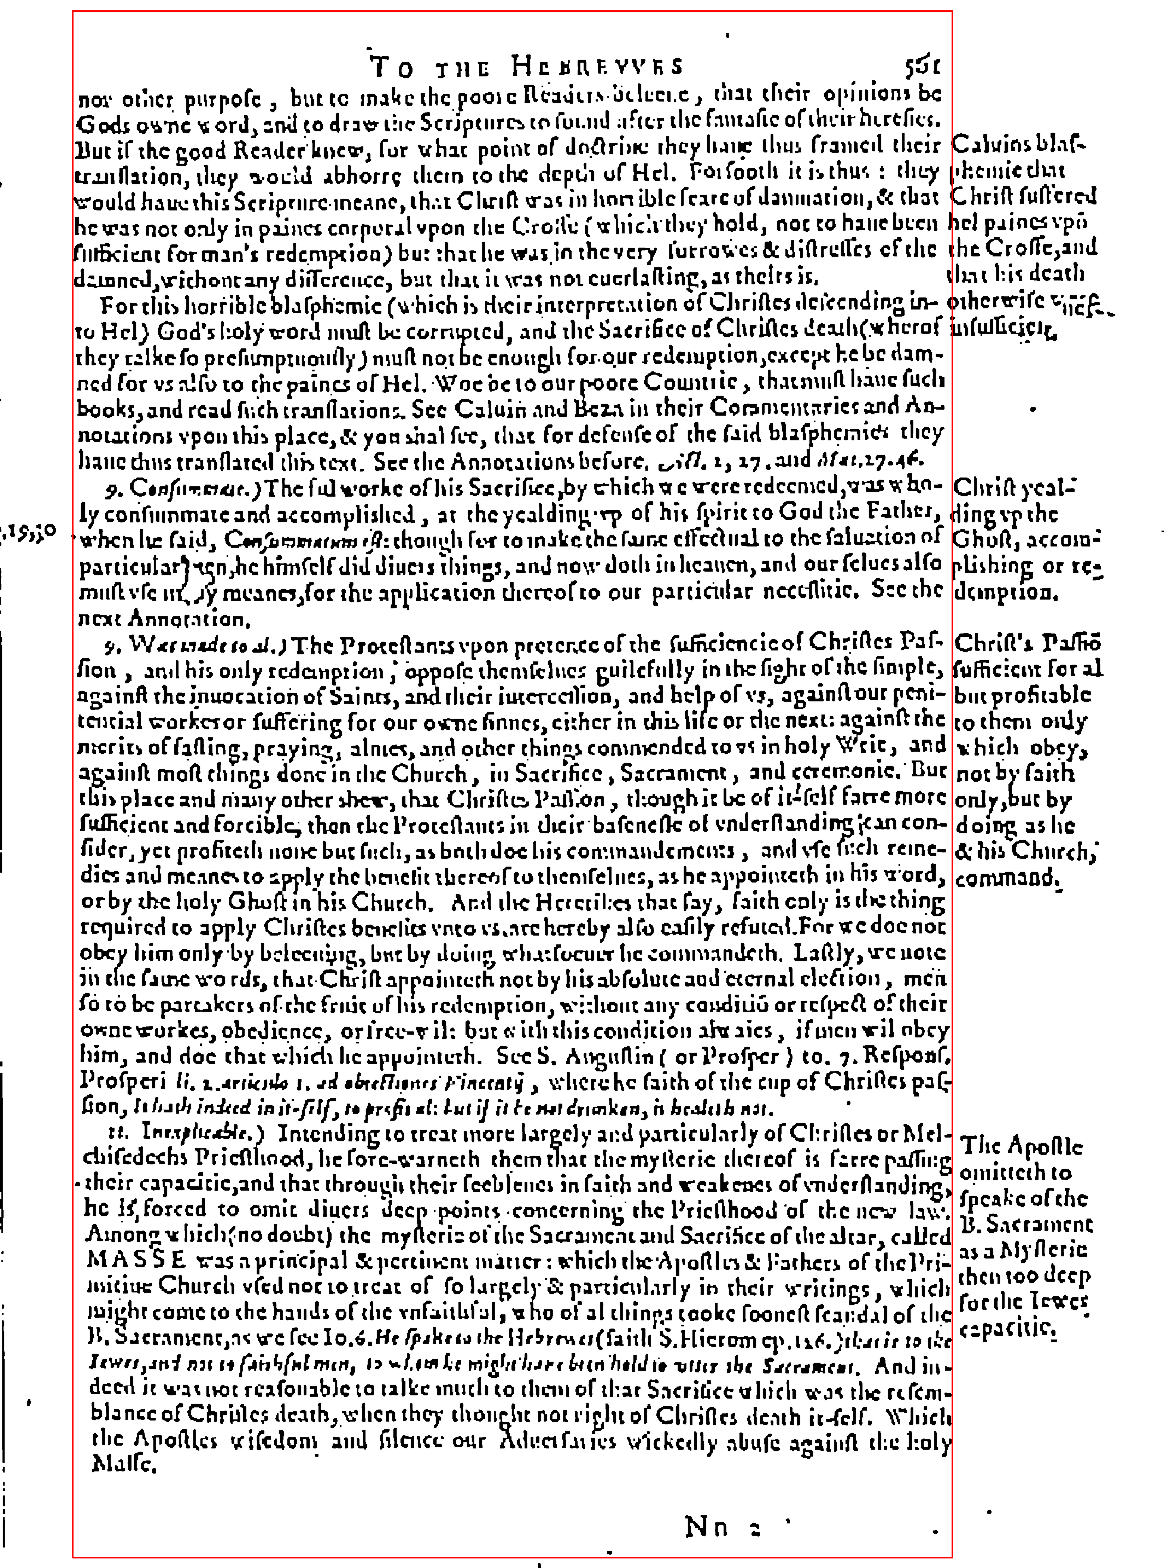 TO THE HEBREVVES 561
nor other purpose, but to make the poore Readers beleeue, that their opinions be
Gods owne word, and to draw the Scriptures to sound after the fantasie of their heresies.
But if the good Reader knew, for what point of doctrine they haue thus framed their
translation, they would abhorre them to the depth of Hel. Forsooth it is thus: they
would haue this Scripture meane, that Christ was in horrible feare of damnation, & that
he was not only in paines corporal vpon the Crosse (which they hold, not to haue been
sufficient for man's redemption) but that he was in the very sorrowes & distresses of the
damned, without any difference, but that it was not euerlasting, as theirs is.
For this horrible blasphemie (which is their interpretation of Christes descending in-
to Hel) God's holy word must be corrupted, and the Sacrifice of Christes death (wherof
they talke so presumptuously) must not be enough for our redemption, except he be dam-
ned for vs also to the paines of Hel. Woe be to our poore Countrie, that must haue such
books, and read such translations. See Caluin and Beza in their Commentaries and An-
notations vpon this place, & you shal see, that for defense of the said blasphemies they
haue thus translated this text. See the Annotations before. Act. 2, 27. and Mat. 27. 46.
9. Consummate.) The ful worke of his Sacrifice, by which we were redeemed, was who-
ly consummate and accomplished, at the yealding vp of his spirit to God the Father,
when he said, Consummatum est: though for to make the same effectual to the saluation of
particular men, he himself did diuers things, and now doth in heauen, and our selues also
must vse meanes, for the application thereof to our particular necessitie. See the
next Annotation.
9. Was made to al.) The Protestants vpon pretence of the sufficiencie of Christes Pas-
sion, and his only redemption, oppose themselues guilefully in the sight of the simple,
against the inuocation of Saints, and their intercession, and help of vs, against our peni-
tential workes or suffering for our owne sinnes, either in this life or the next: against the
merits of fasting, praying, almes, and other things commended to vs in holy Writ, and
against most things done in the Church, in Sacrifice, Sacrament, and ceremonie. But
this place and many other shew, that Christes Passion, though it be of it-self farre more
sufficient and forcible, then the Protestants in their basenesse of vnderstanding can con-
sider, yet profiteth none but such, as both doe his commandements, and vse such reme-
dies and meanes to apply the benefit thereof to themselues, as he appointeth in his word,
or by the holy Ghost in his Church. And the Heretikes that say, faith only is the thing
required to apply Christes benefits vnto vs, are hereby also easily refuted. For we doe not
obey him only by beleeuing, but by doing whatsoeuer he commandeth. Lastly, we note
in the same words, that Christ appointeth not by his absolute and eternal election, men
so to be partakers of the fruit of his redemption, without any conditiō or respect of their
owne workes, obedience, or free-wil: but with this condition alwaies, if men wil obey
him, and doe that which he appointeth. See S. Augustin (or Prosper) to. 7. Respons.
Prosperi li. 2. articulo 1. ad obiectiones Vincentij, where he saith of the cup of Christes pas-
sion, It hath indeed in it-self, to profit al: but if it be not drunken, it healeth not.
11. Inexplicable.) Intending to treat more largely and particularly of Christes or Mel-
chisedechs Priesthood, he fore-warneth them that the mysterie thereof is farre passing
their capacitie, and that through their feeblenes in faith and weakenes of vnderstanding,
he is forced to omit diuers deep points concerning the Priesthood of the new law.
Among which (no doubt) the mysterie of the Sacrament and Sacrifice of the altar, called
MASSE was a principal & pertinent matter: which the Apostles & Fathers of the Pri-
mitiue Church vsed not to treat of so largely & particularly in their writings, which
might come to the hands of the vnfaithful, who of al things tooke soonest scandal of the
B. Sacrament, as we see Io. 6. He spake to the Hebrewes (saith S. Hierom ep. 126.) that is to the
Iewes, and not to faithful men, to whom he might haue been bold to vtter the Sacrament. And in-
deed it was not reasonable to talke much to them of that Sacrifice which was the resem-
blance of Christes death, when they thought not right of Christes death it-self. Which
the Apostles wisedom and silence our Aduersaries wickedly abuse against the holy
Masse.
Nn 2
Caluins blas-
phemie that
Christ suffered
hel paines vpō
the Crosse, and
that his death
otherwise
insufficient.
Christ yeal-
ding vp the
Ghost, accom-
plishing or re-
demption.
Christ's Passiō
sufficient for al
but profitable
to them only
which obey,
not by faith
only, but by
doing as he
& his Church,
command.
The Apostle
omitteth to
speake of the
B. Sacrament
as a Mysterie
then too deep
for the Iewes
capacitie.
19, 30